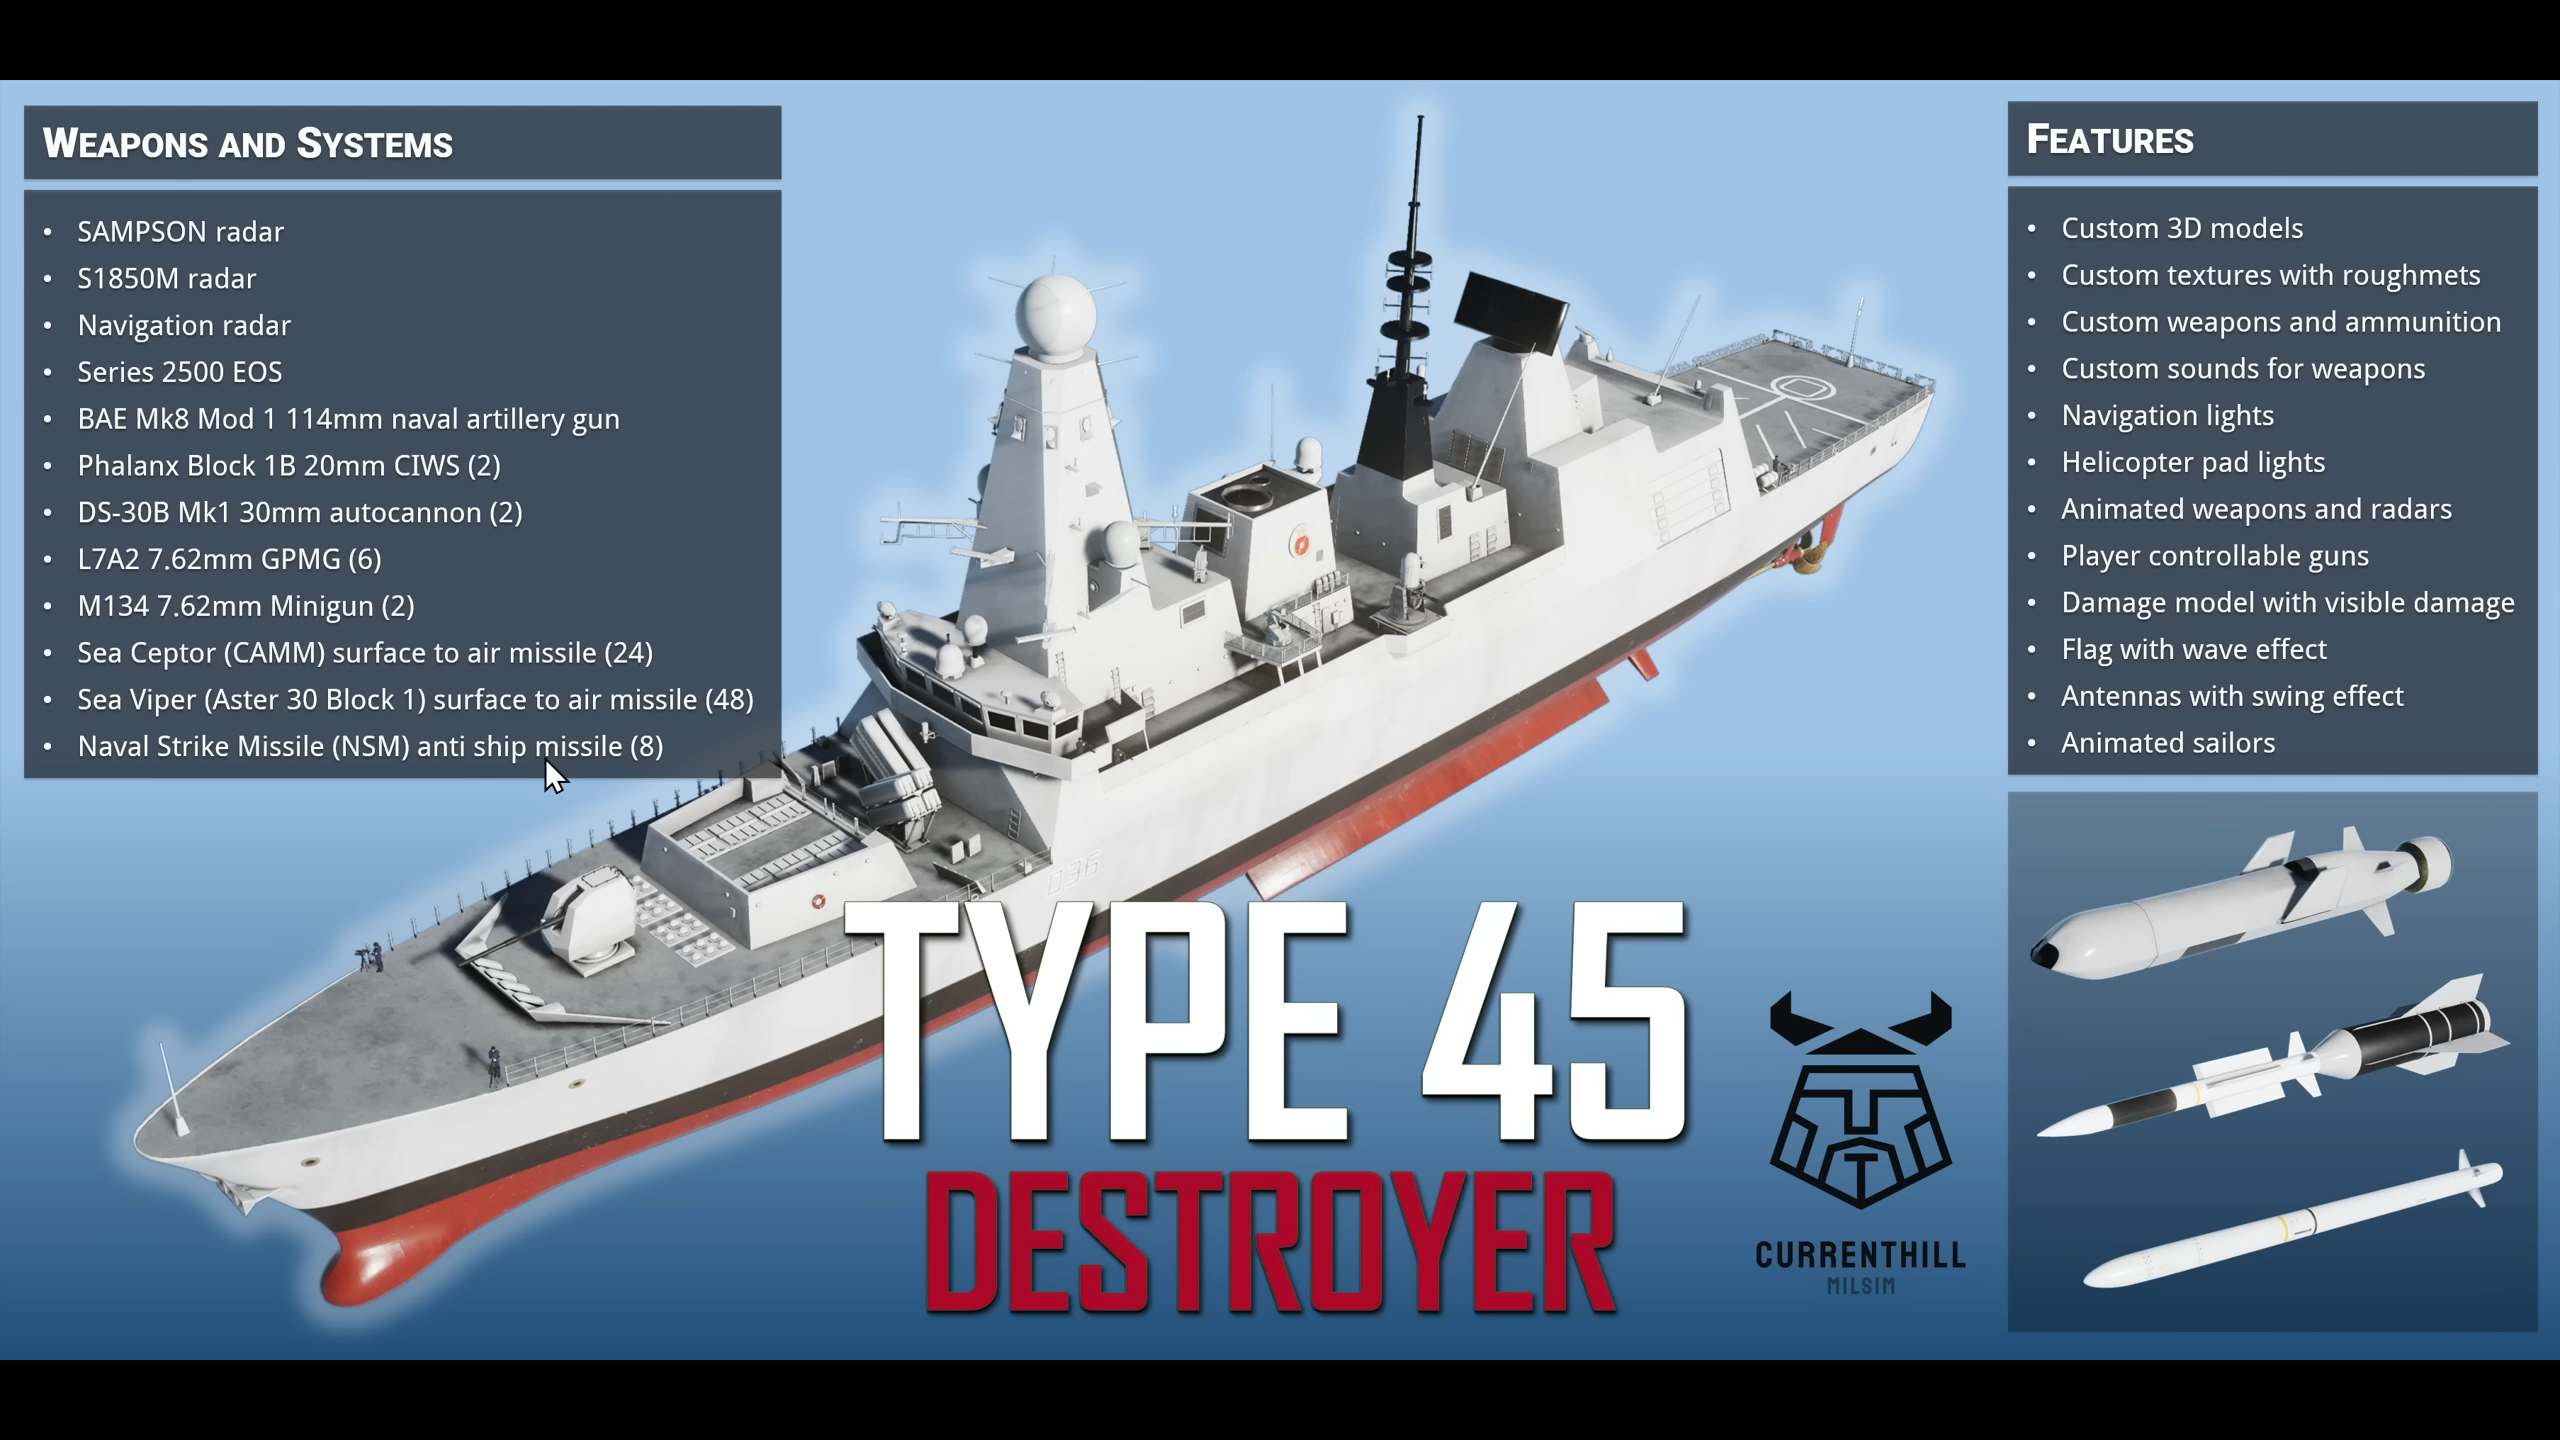 WEAPONS AND SYSTEMS
• SAMPSON radar
• S1850M radar
• Navigation radar
• Series 2500 EOS
• BAE Mk8 Mod 1 114mm naval artillery gun
• Phalanx Block 1B 20mm CIWS (2)
• DS-30B Mk1 30mm autocannon (2)
• L7A2 7.62mm GPMG (6)
• M134 7.62mm Minigun (2)
• Sea Ceptor (CAMM) surface to air missile (24)
• Sea Viper (Aster 30 Block 1) surface to air missile (48)
• Naval Strike Missile (NSM) anti ship missile (8)
FEATURES
• Custom 3D models
• Custom textures with roughmets
• Custom weapons and ammunition
• Custom sounds for weapons
• Navigation lights
• Helicopter pad lights
• Animated weapons and radars
• Player controllable guns
• Damage model with visible damage
• Flag with wave effect
• Antennas with swing effect
• Animated sailors
D36
TYPE 45
DESTROYER
CURRENTHILL
MILSIM